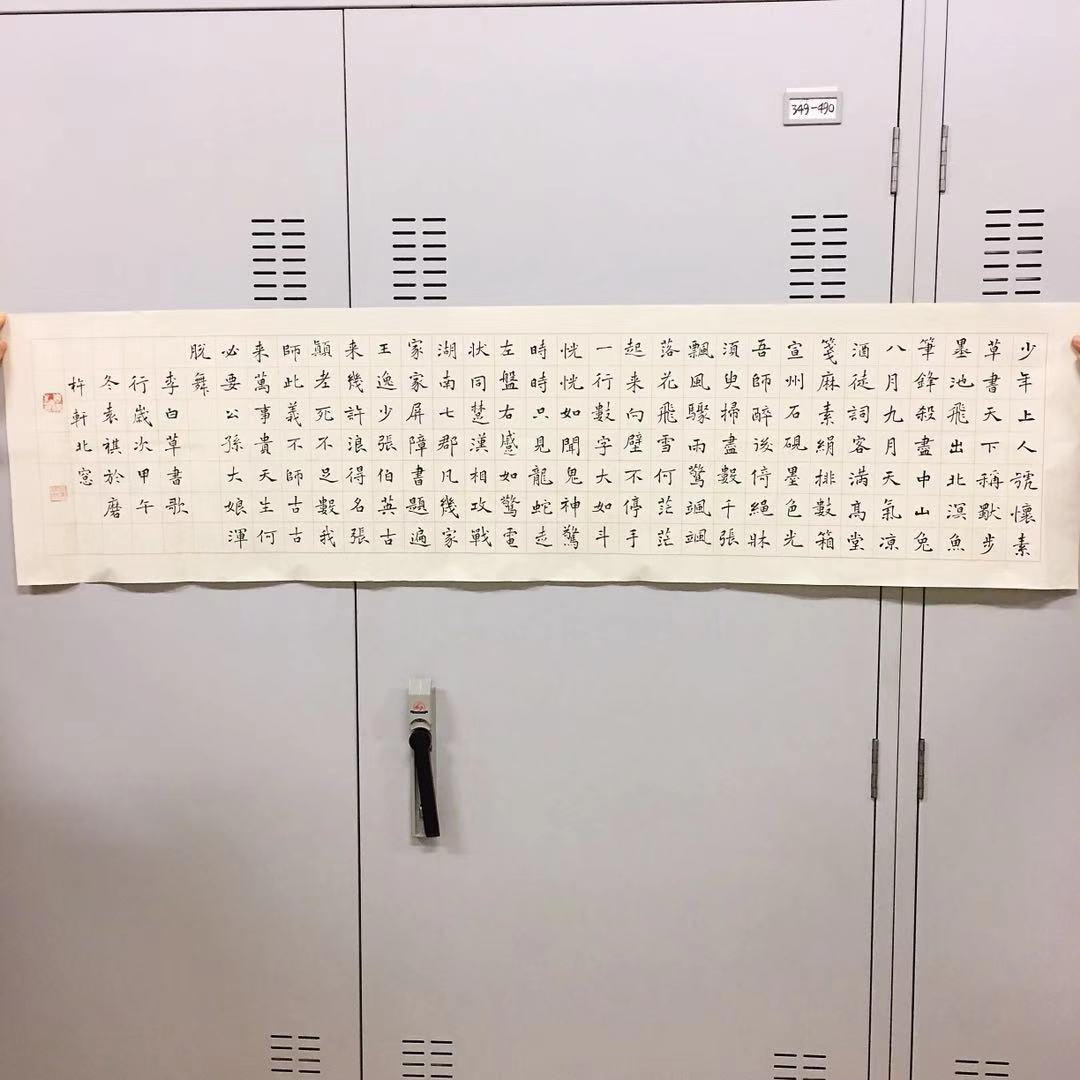 349-490
少年上人號懷素
草書天下稱獨步
墨池飛出北溟魚
筆鋒殺盡中山兔
八月九月天氣凉
酒徒詞客滿高堂
箋麻素絹排數箱
宣州石硯墨色光
吾師醉後倚繩牀
須臾掃盡數千張
飄風驟雨驚颯颯
落花飛雪何茫茫
起来向壁不停手
一行數字大如斗
恍恍如聞鬼神驚
時時只見龍蛇走
左盤右蹙如驚電
状同楚漢相攻戰
湖南七郡凡幾家
家家屏障書題遍
王逸少張伯英古
来幾許浪得名張
顛老死不足數我
師此義不師古古
来萬事貴天生何
必要公孫大娘渾
脱舞
李白草書歌
行歲次甲午
冬袁祺於磨
杵軒北窓